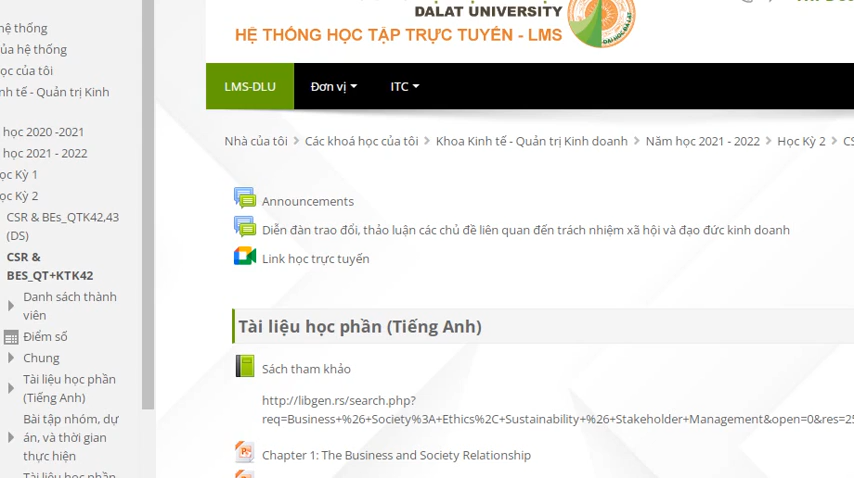 hệ thống
ủa hệ thống
ọc của tôi
nh tế - Quản trị Kinh
học 2020 -2021
học 2021 - 2022
ọc Kỳ 1
ọc Kỳ 2
CSR & BEs_QTK42,43
(DS)
CSR &
BES_QT+KTK42
Danh sách thành
viên
Điểm số
Chung
Tài liệu học phần
(Tiếng Anh)
Bài tập nhóm, dự
án, và thời gian
thực hiện
Tài liệu học phần
DALAT UNIVERSITY
HỆ THỐNG HỌC TẬP TRỰC TUYẾN - LMS
LMS-DLU Đơn vị ITC
Nhà của tôi Các khoá học của tôi Khoa Kinh tế - Quản trị Kinh doanh Năm học 2021 - 2022 Học Kỳ 2 CS
Announcements
Diễn đàn trao đổi, thảo luận các chủ đề liên quan đến trách nhiệm xã hội và đạo đức kinh doanh
Link học trực tuyến
Tài liệu học phần (Tiếng Anh)
Sách tham khảo
http://libgen.rs/search.php?
req=Business+%26+Society%3A+Ethics%2C+Sustainability+%26+Stakeholder+Management&open=0&res=25
Chapter 1: The Business and Society Relationship